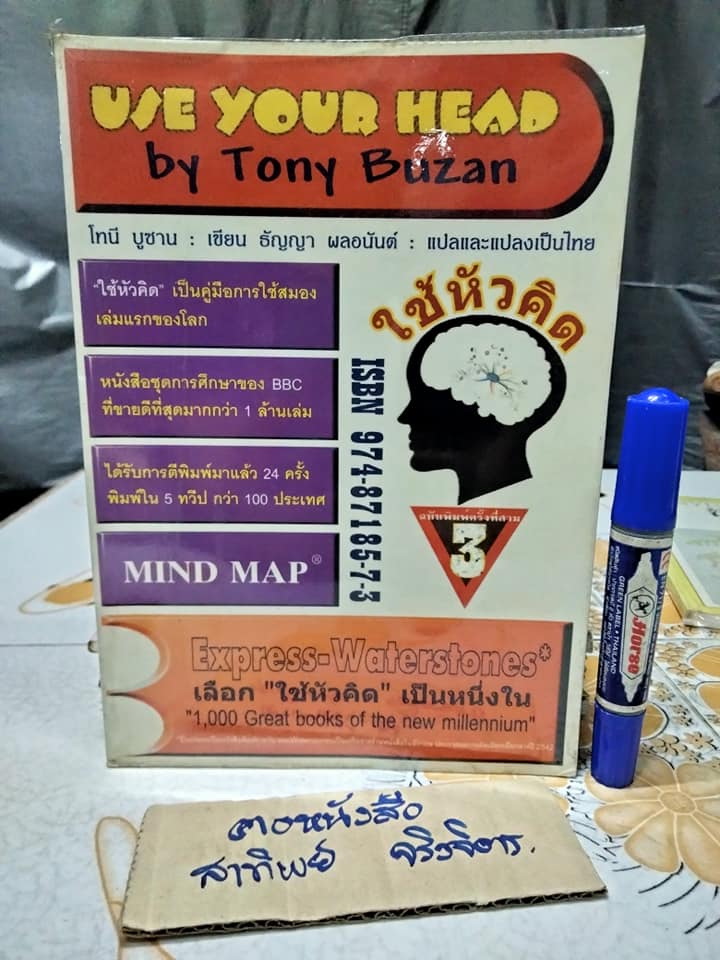 USE YOUR HEAD
by Tony Buzan
โทนี บูซาน : เขียน ธัญญา ผลอนันต์ : แปลและแปลงเป็นไทย
"ใช้หัวคิด" เป็นคู่มือการใช้สมอง
เล่มแรกของโลก
หนังสือชุดการศึกษาของ BBC
ที่ขายดีที่สุดมากกว่า 1 ล้านเล่ม
ได้รับการตีพิมพ์มาแล้ว 24 ครั้ง
พิมพ์ใน 5 ทวีป กว่า 100 ประเทศ
MIND MAP®
ISBN 974-87185-7-3
ใช้หัวคิด
ฉบับพิมพ์ครั้งที่สาม
3
Express-Waterstones*
เลือก "ใช้หัวคิด" เป็นหนึ่งใน
"1,000 Great books of the new millennium"
GREEN LABEL • THAILAND
ตราม้า
Horse
หนังสือ
สาทิพย์